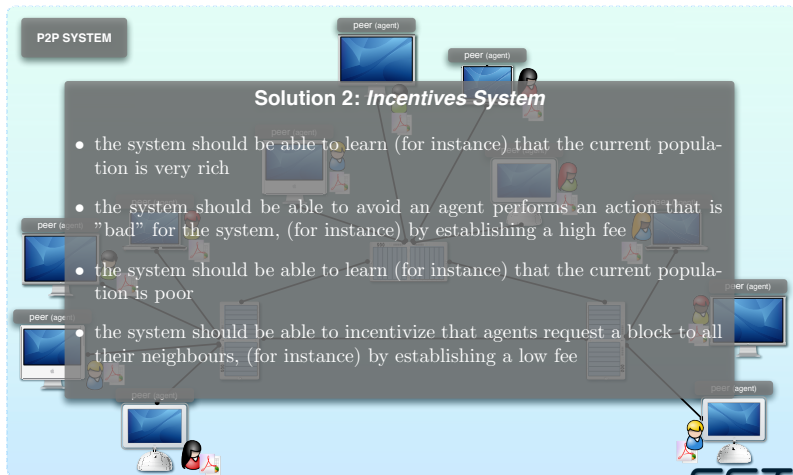 P2P SYSTEM
peer (agent)
peer (agent)
Solution 2: Incentives System
peer (agent)
• the system should be able to learn (for instance) that the current popula-
tion is very rich
• the system should be able to avoid an agent performs an action that is
"bad" for the system, (for instance) by establishing a high fee
peer (agent)
• the system should be able to learn (for instance) that the current popula-
tion is poor
peer (agent)
peer (agent)
• the system should be able to incentivize that agents request a block to all
their neighbours, (for instance) by establishing a low fee
peer (agent)
peer (agent)